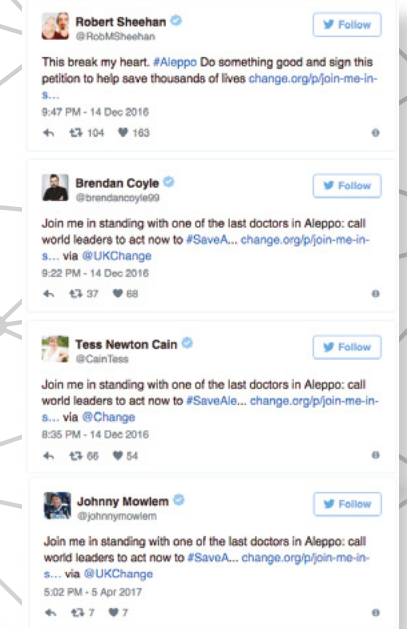 Robert Sheehan
@RobMSheehan
Follow
This break my heart. #Aleppo Do something good and sign this
petition to help save thousands of lives change.org/p/join-me-in-
s...
9:47 PM - 14 Dec 2016
104 163
Brendan Coyle
@brendancoyle99
Follow
Join me in standing with one of the last doctors in Aleppo: call
world leaders to act now to #SaveA... change.org/p/join-me-in-
s... via @UKChange
9:22 PM - 14 Dec 2016
37 68
Tess Newton Cain
@CainTess
Follow
Join me in standing with one of the last doctors in Aleppo: call
world leaders to act now to #SaveAle... change.org/p/join-me-in-
s... via @Change
8:35 PM - 14 Dec 2016
66 54
Johnny Mowlem
@johnnymowlem
Follow
Join me in standing with one of the last doctors in Aleppo: call
world leaders to act now to #SaveA... change.org/p/join-me-in-
s... via @UKChange
5:02 PM - 5 Apr 2017
7 7